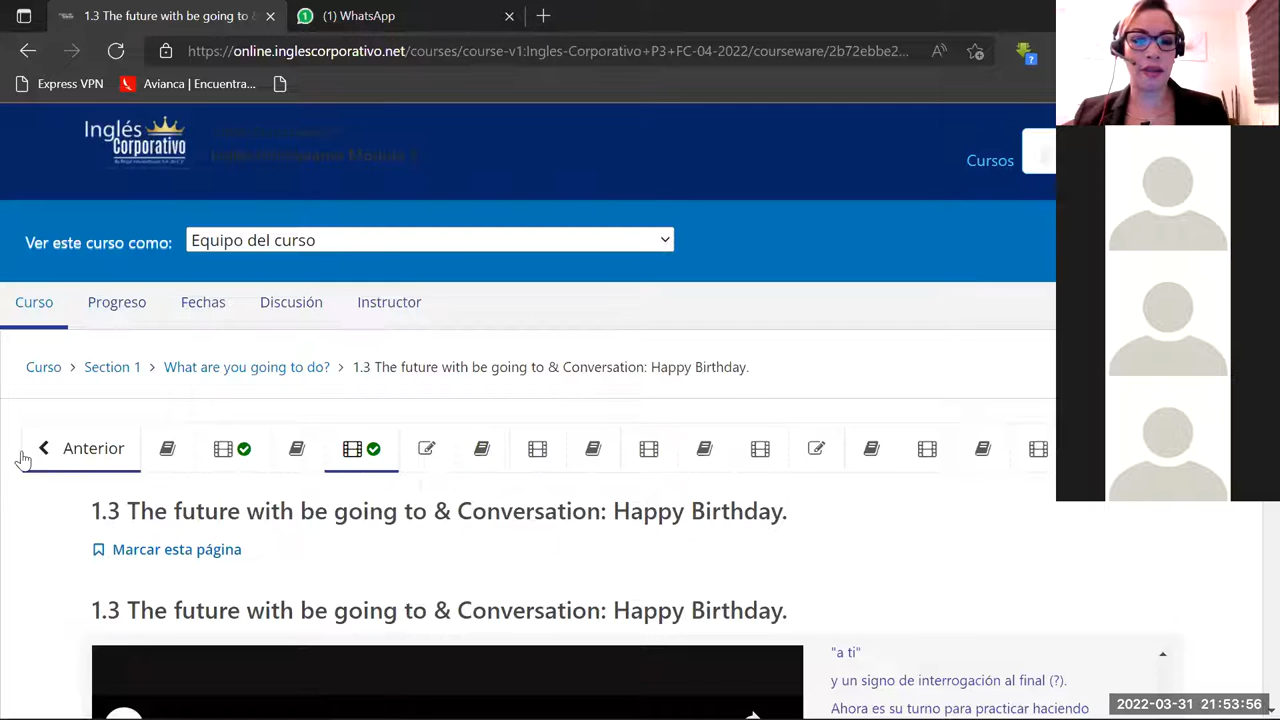 1.3 The future with be going to &
(1) WhatsApp
https://online.inglescorporativo.net/courses/course-v1:Ingles-Corporativo+P3+FC-04-2022/courseware/2b72eabe2...
Express VPN
Avianca | Encuentra...
Inglés
Corporativo
Cursos
Ver este curso como:
Equipo del curso
Curso
Progreso
Fechas
Discusión
Instructor
Curso > Section 1 > What are you going to do? > 1.3 The future with be going to & Conversation: Happy Birthday.
Anterior
1.3 The future with be going to & Conversation: Happy Birthday.
Marcar esta página
1.3 The future with be going to & Conversation: Happy Birthday.
"a ti"
y un signo de interrogación al final (?).
Ahora es su turno para practicar haciendo
2022-03-31 21:53:56